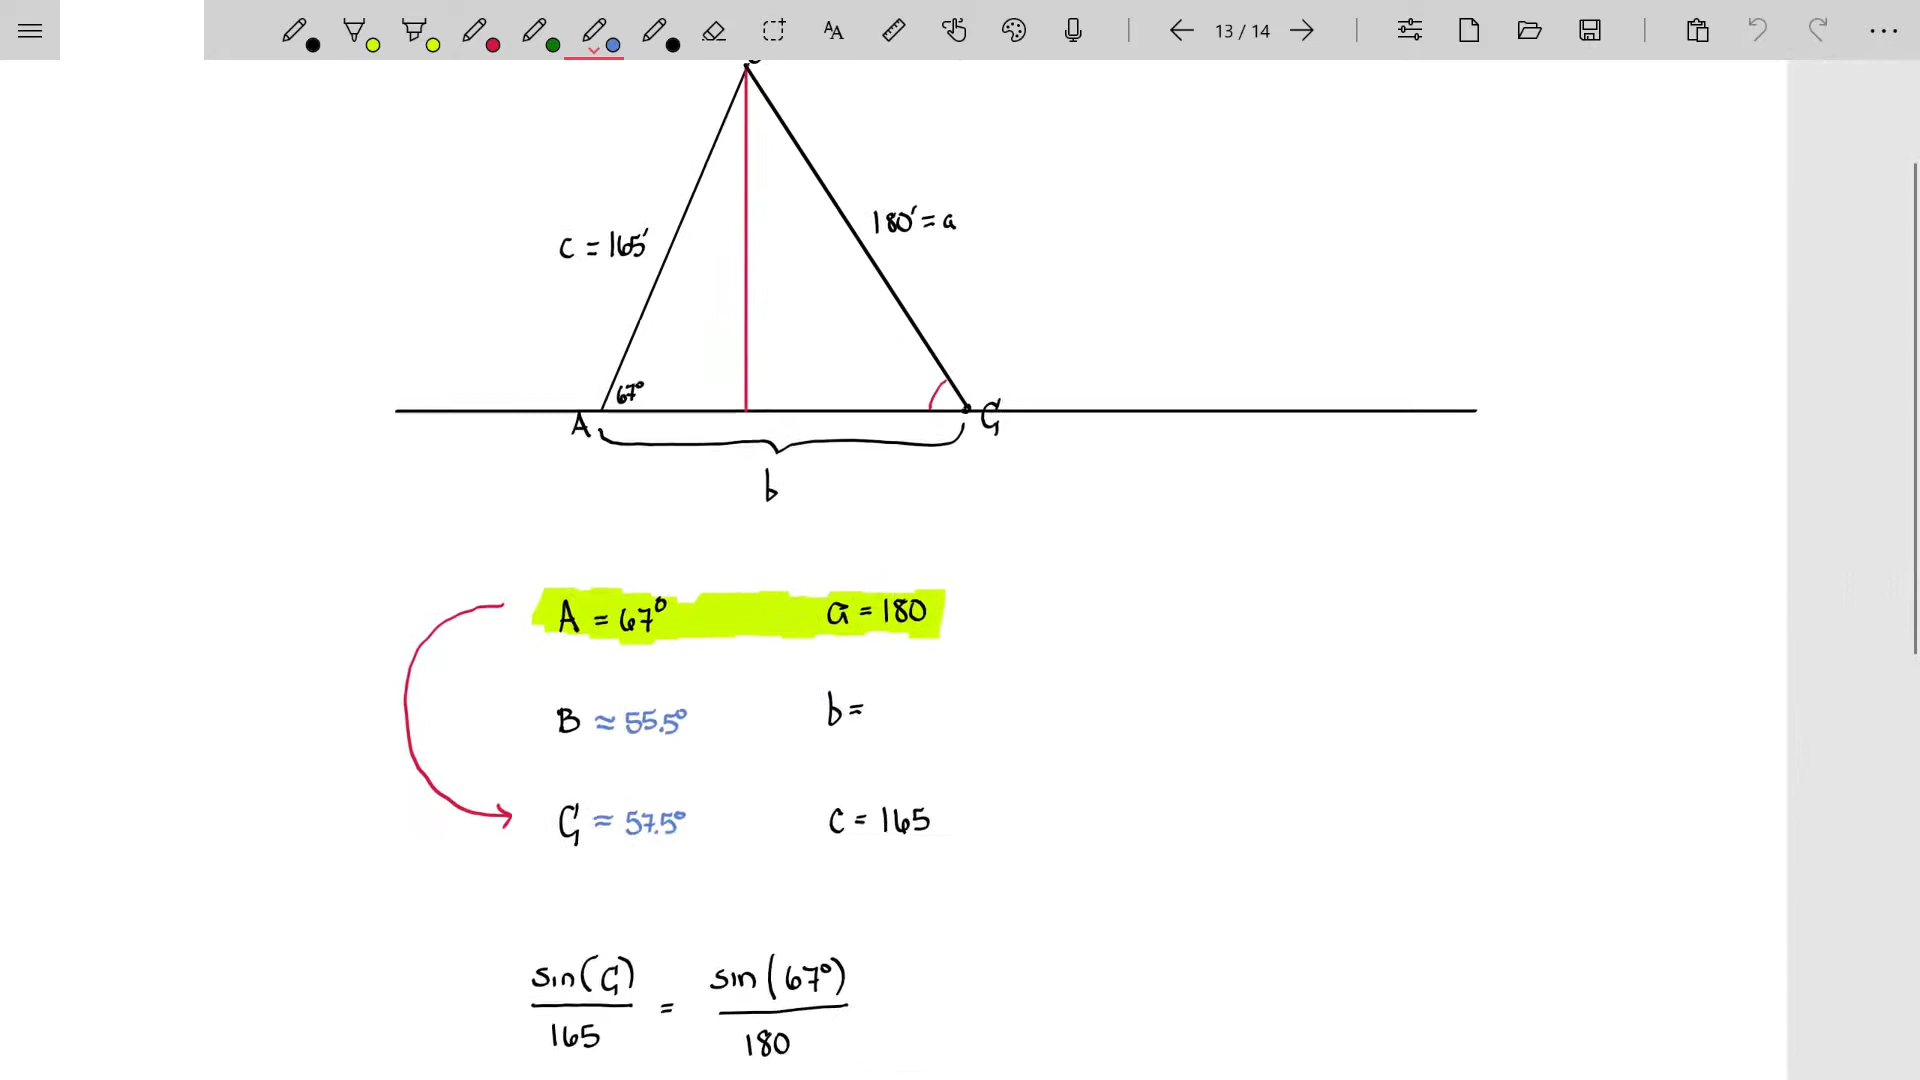 13 / 14
c = 165'
180' = a
67°
A
C
b
A = 67° a = 180
B ≈ 55.5° b =
C ≈ 57.5° c = 165
sin(C) / 165 = sin(67°) / 180